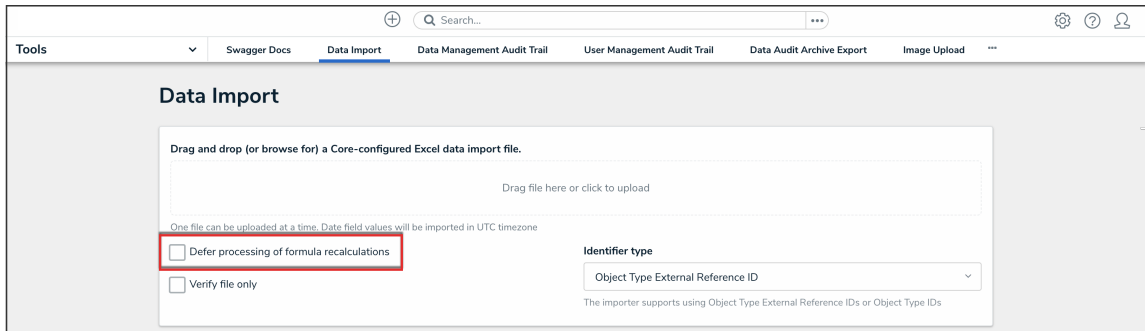 Search...
Tools Swagger Docs Data Import Data Management Audit Trail User Management Audit Trail Data Audit Archive Export Image Upload
Data Import
Drag and drop (or browse for) a Core-configured Excel data import file.
Drag file here or click to upload
One file can be uploaded at a time. Date field values will be imported in UTC timezone
Defer processing of formula recalculations
Identifier type
Object Type External Reference ID
Verify file only
The importer supports using Object Type External Reference IDs or Object Type IDs